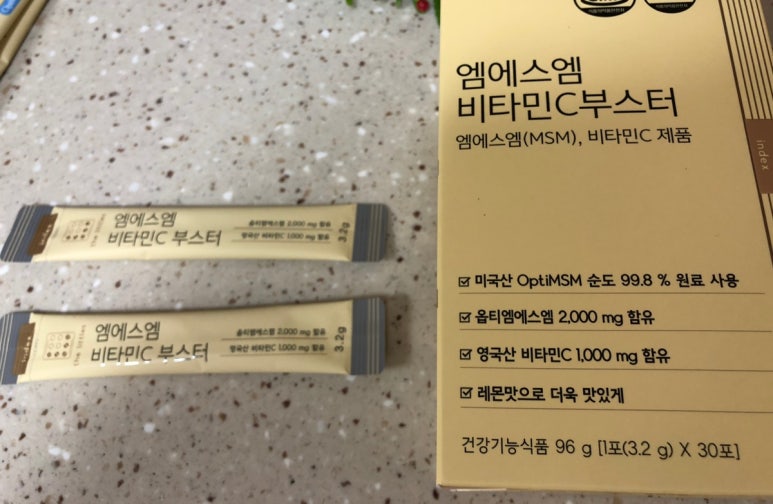 엠에스엠
비타민C부스터
엠에스엠(MSM), 비타민C 제품
index
미국산 OptiMSM 순도 99.8 % 원료 사용
옵티엠에스엠 2,000 mg 함유
영국산 비타민C 1,000 mg 함유
레몬맛으로 더욱 맛있게
건강기능식품 96 g [1포(3.2 g) X 30포]
index
the bitles
엠에스엠
비타민C 부스터
옵티엠에스엠 2,000 mg 함유
영국산 비타민C 1,000 mg 함유
3.2g
index
엠에스엠
비타민C 부스터
옵티엠에스엠 2,000 mg 함유
영국산 비타민C 1,000 mg 함유
3.2g